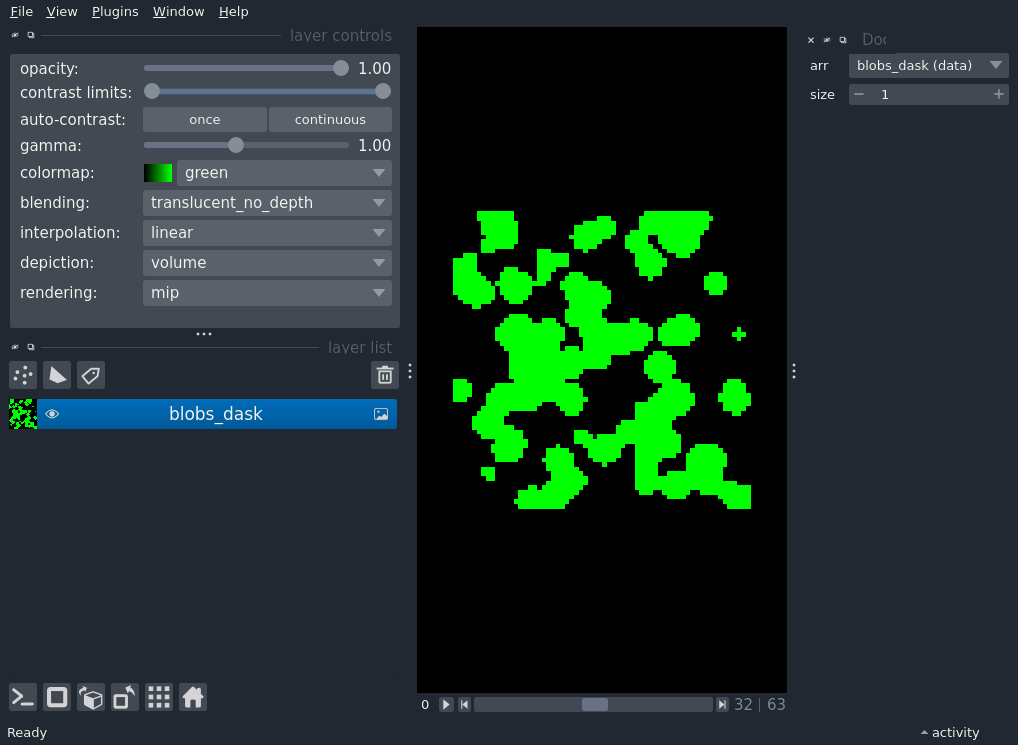 File View Plugins Window Help
layer controls
opacity: 1.00
contrast limits:
auto-contrast: once continuous
gamma: 1.00
colormap: green
blending: translucent_no_depth
interpolation: linear
depiction: volume
rendering: mip
layer list
blobs_dask
0 32 | 63
Ready
activity
arr blobs_dask (data)
size 1